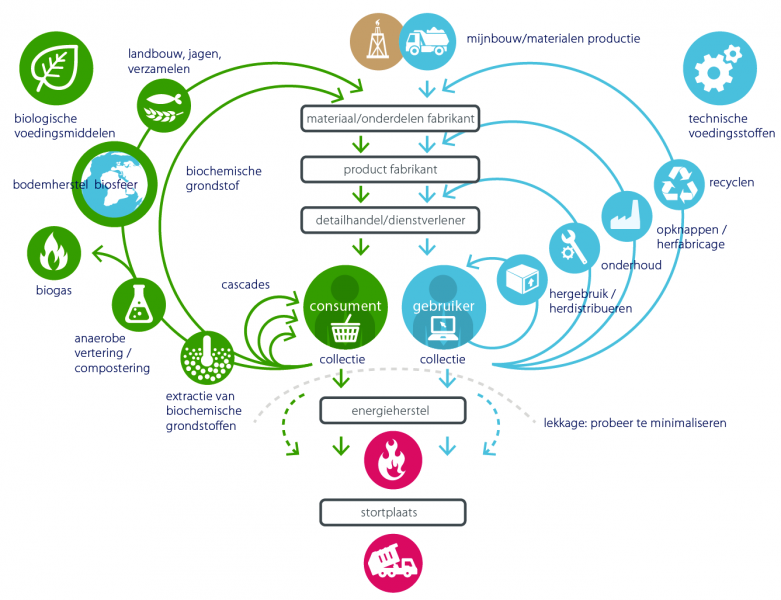 landbouw, jagen,
verzamelen
mijnbouw/materialen productie
biologische
voedingsmiddelen
technische
voedingsstoffen
materiaal/onderdelen fabrikant
biochemische
grondstof
product fabrikant
bodemherstel biosfeer
recyclen
detailhandel/dienstverlener
opknappen /
herfabricage
onderhoud
biogas
cascades
consument
gebruiker
hergebruik /
herdistribueren
anaerobe
vertering /
compostering
collectie
collectie
extractie van
biochemische
grondstoffen
energieherstel
lekkage: probeer te minimaliseren
stortplaats